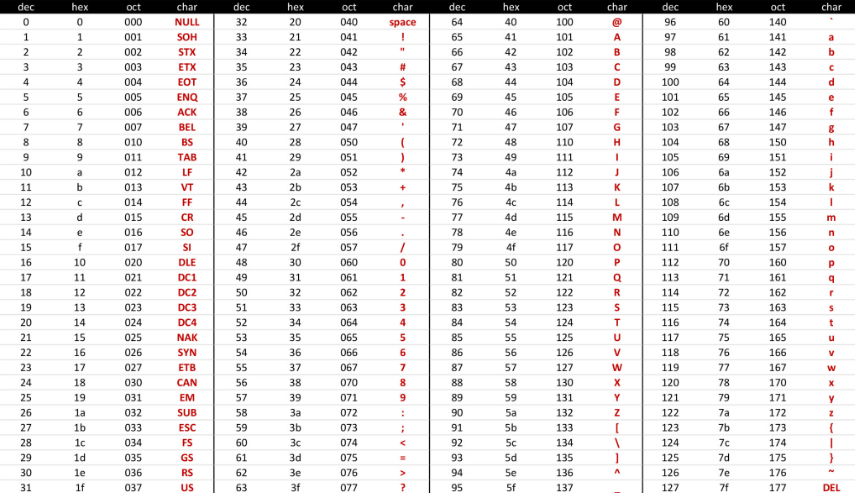 dec hex oct char dec hex oct char dec hex oct char dec hex oct char
0 0 000 NULL 32 20 040 space 64 40 100 @ 96 60 140 `
1 1 001 SOH 33 21 041 ! 65 41 101 A 97 61 141 a
2 2 002 STX 34 22 042 " 66 42 102 B 98 62 142 b
3 3 003 ETX 35 23 043 # 67 43 103 C 99 63 143 c
4 4 004 EOT 36 24 044 $ 68 44 104 D 100 64 144 d
5 5 005 ENQ 37 25 045 % 69 45 105 E 101 65 145 e
6 6 006 ACK 38 26 046 & 70 46 106 F 102 66 146 f
7 7 007 BEL 39 27 047 ' 71 47 107 G 103 67 147 g
8 8 010 BS 40 28 050 ( 72 48 110 H 104 68 150 h
9 9 011 TAB 41 29 051 ) 73 49 111 I 105 69 151 i
10 a 012 LF 42 2a 052 * 74 4a 112 J 106 6a 152 j
11 b 013 VT 43 2b 053 + 75 4b 113 K 107 6b 153 k
12 c 014 FF 44 2c 054 , 76 4c 114 L 108 6c 154 l
13 d 015 CR 45 2d 055 - 77 4d 115 M 109 6d 155 m
14 e 016 SO 46 2e 056 . 78 4e 116 N 110 6e 156 n
15 f 017 SI 47 2f 057 / 79 4f 117 O 111 6f 157 o
16 10 020 DLE 48 30 060 0 80 50 120 P 112 70 160 p
17 11 021 DC1 49 31 061 1 81 51 121 Q 113 71 161 q
18 12 022 DC2 50 32 062 2 82 52 122 R 114 72 162 r
19 13 023 DC3 51 33 063 3 83 53 123 S 115 73 163 s
20 14 024 DC4 52 34 064 4 84 54 124 T 116 74 164 t
21 15 025 NAK 53 35 065 5 85 55 125 U 117 75 165 u
22 16 026 SYN 54 36 066 6 86 56 126 V 118 76 166 v
23 17 027 ETB 55 37 067 7 87 57 127 W 119 77 167 w
24 18 030 CAN 56 38 070 8 88 58 130 X 120 78 170 x
25 19 031 EM 57 39 071 9 89 59 131 Y 121 79 171 y
26 1a 032 SUB 58 3a 072 : 90 5a 132 Z 122 7a 172 z
27 1b 033 ESC 59 3b 073 ; 91 5b 133 [ 123 7b 173 {
28 1c 034 FS 60 3c 074 < 92 5c 134 \ 124 7c 174 |
29 1d 035 GS 61 3d 075 = 93 5d 135 ] 125 7d 175 }
30 1e 036 RS 62 3e 076 > 94 5e 136 ^ 126 7e 176 ~
31 1f 037 US 63 3f 077 ? 95 5f 137 _ 127 7f 177 DEL